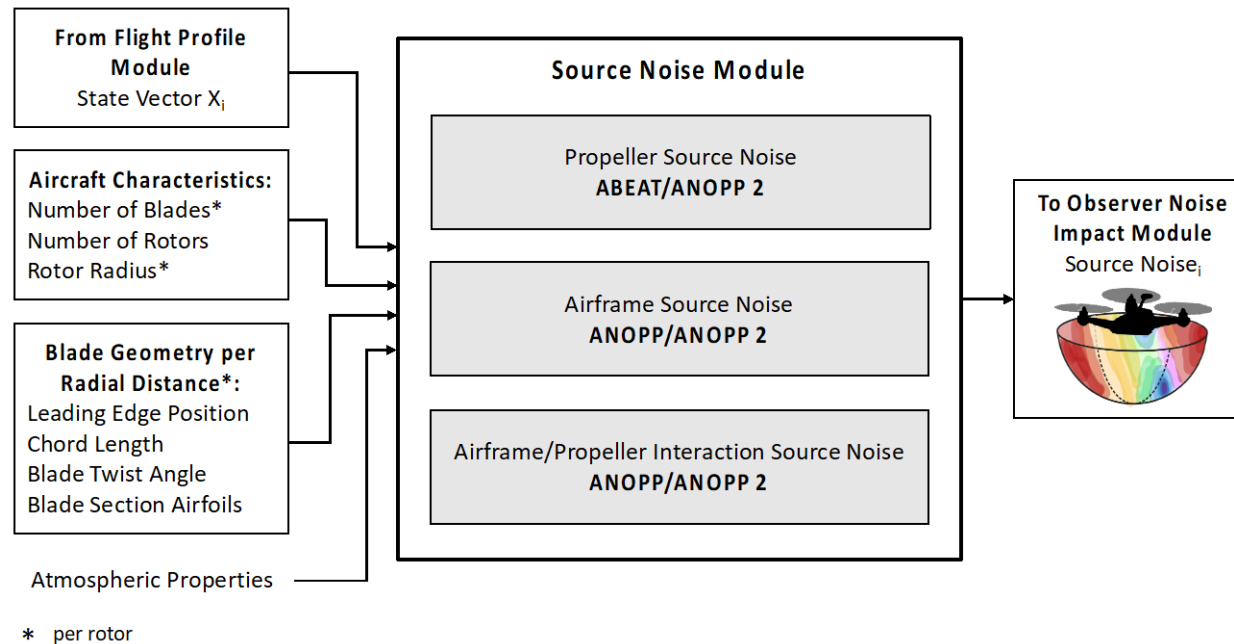 From Flight Profile
Module
State Vector Xi
Aircraft Characteristics:
Number of Blades*
Number of Rotors
Rotor Radius*
Blade Geometry per
Radial Distance*:
Leading Edge Position
Chord Length
Blade Twist Angle
Blade Section Airfoils
Atmospheric Properties
* per rotor
Source Noise Module
Propeller Source Noise
ABEAT/ANOPP 2
Airframe Source Noise
ANOPP/ANOPP 2
Airframe/Propeller Interaction Source Noise
ANOPP/ANOPP 2
To Observer Noise
Impact Module
Source Noisei